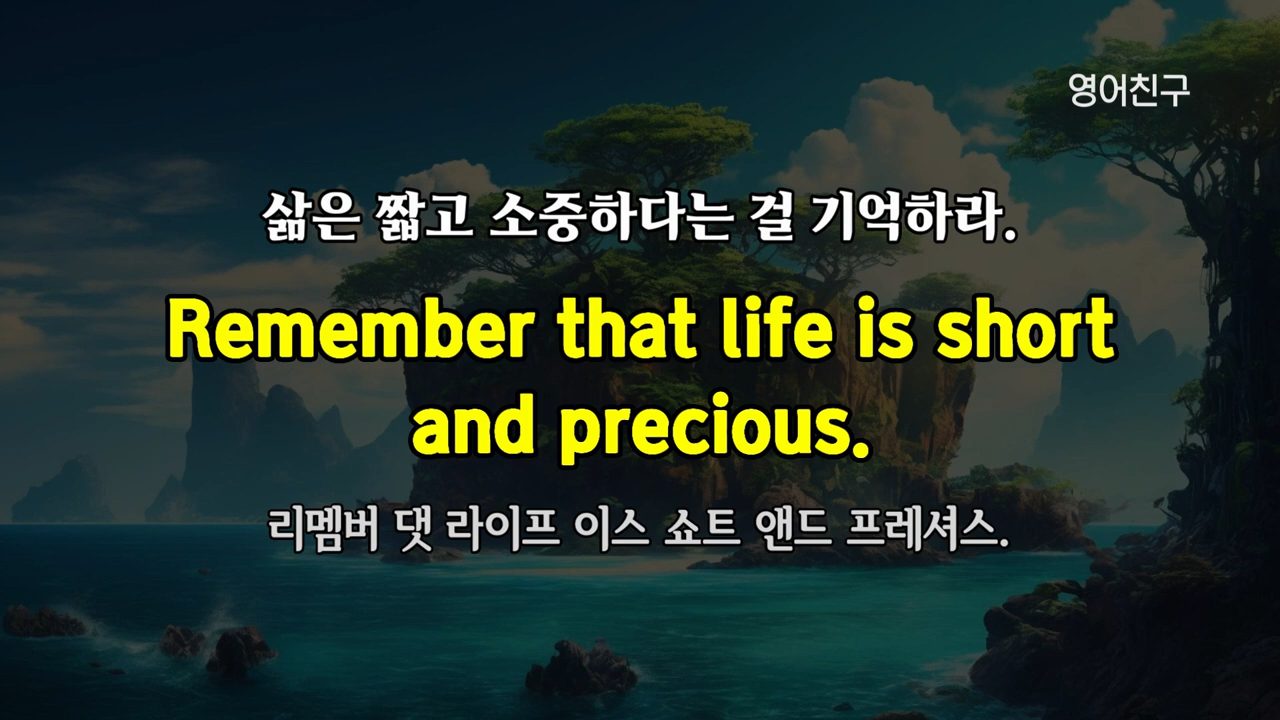 영어친구
삶은 짧고 소중하다는 걸 기억하라.
Remember that life is short
and precious.
리멤버 댓 라이프 이스 쇼트 앤드 프레셔스.